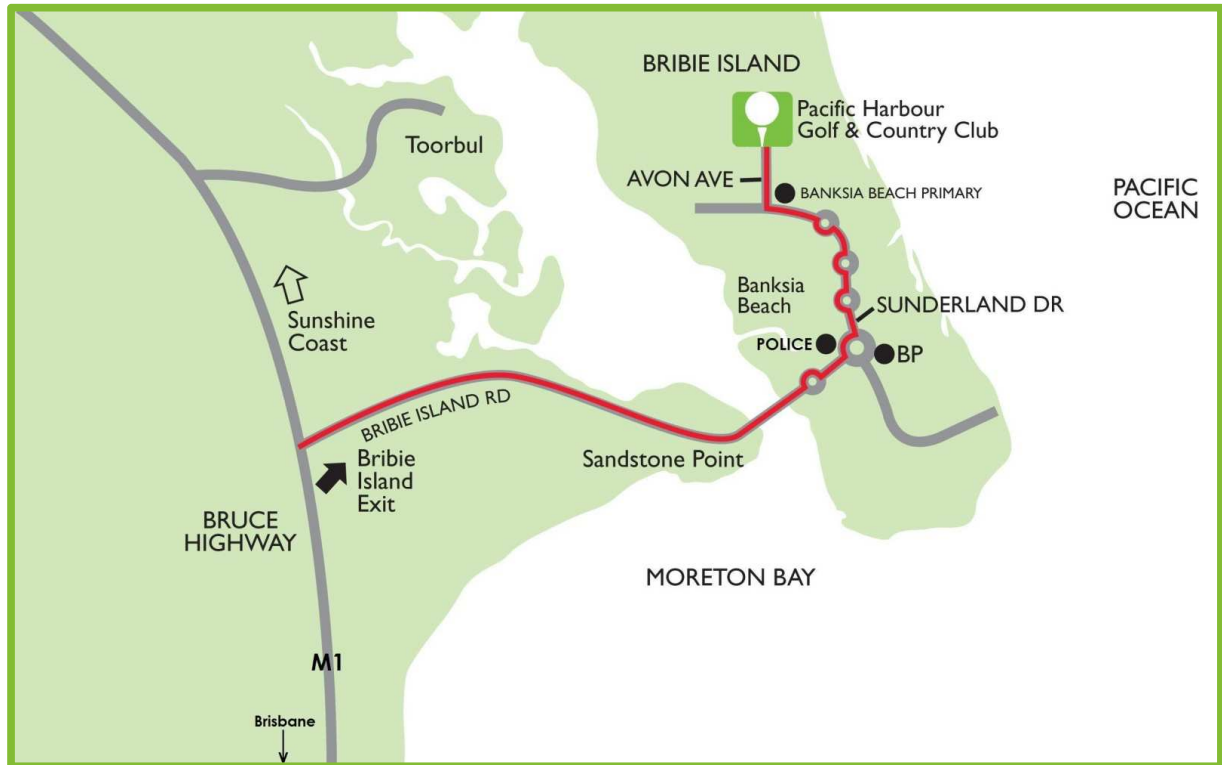 BRIBIE ISLAND
Pacific Harbour
Golf & Country Club
Toorbul
AVON AVE
BANKSIA BEACH PRIMARY
PACIFIC
OCEAN
Banksia
Beach
SUNDERLAND DR
Sunshine
Coast
POLICE
BP
BRIBIE ISLAND RD
Bribie
Island
Exit
Sandstone Point
BRUCE
HIGHWAY
MORETON BAY
M1
Brisbane